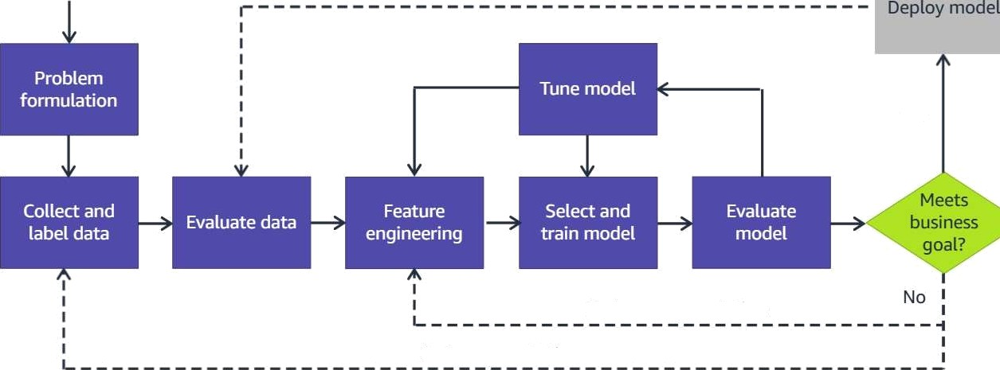 Deploy model
Problem
formulation
Tune model
Collect and
label data
Evaluate data
Feature
engineering
Select and
train model
Evaluate
model
Meets
business
goal?
No